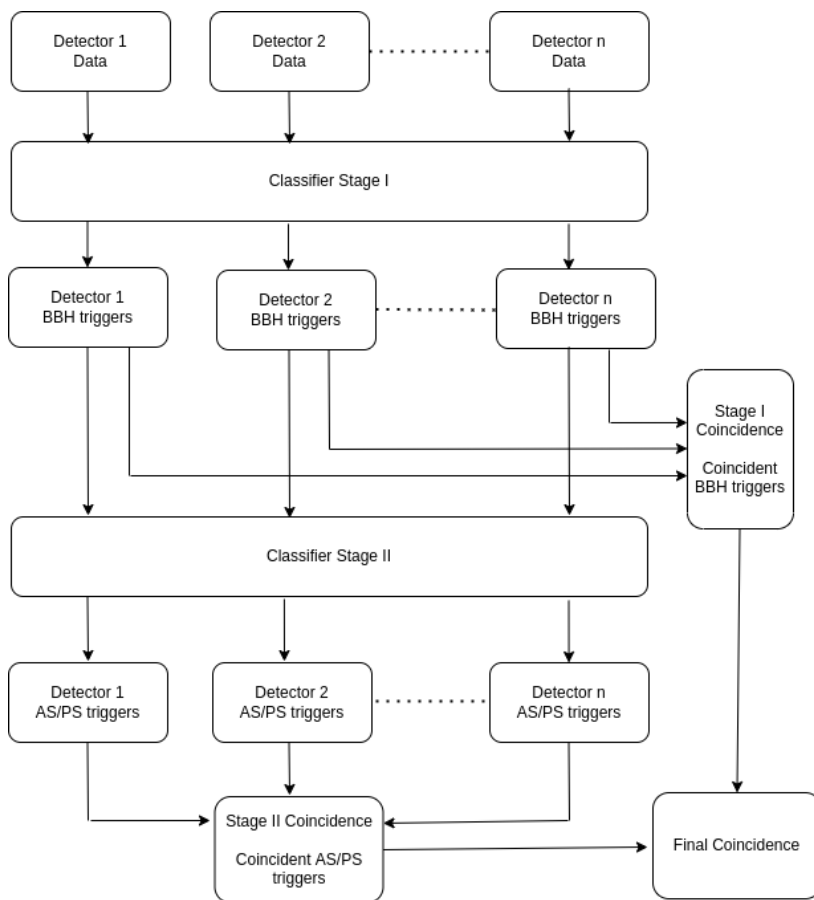 Detector 1
Data
Detector 2
Data
Detector n
Data
Classifier Stage I
Detector 1
BBH triggers
Detector 2
BBH triggers
Detector n
BBH triggers
Stage I
Coincidence
Coincident
BBH triggers
Classifier Stage II
Detector 1
AS/PS triggers
Detector 2
AS/PS triggers
Detector n
AS/PS triggers
Stage II Coincidence
Coincident AS/PS
triggers
Final Coincidence